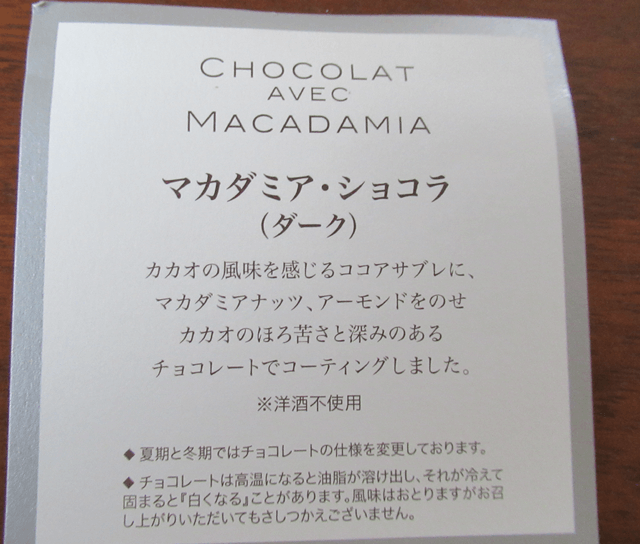 CHOCOLAT
AVEC
MACADAMIA
マカダミア・ショコラ
(ダーク)
カカオの風味を感じるココアサブレに、
マカダミアナッツ、アーモンドをのせ
カカオのほろ苦さと深みのある
チョコレートでコーティングしました。
※洋酒不使用
◆ 夏期と冬期ではチョコレートの仕様を変更しております。
◆ チョコレートは高温になると油脂が溶け出し、それが冷えて
固まると『白くなる』ことがあります。風味はおとりますがお召
し上がりいただいてもさしつかえございません。